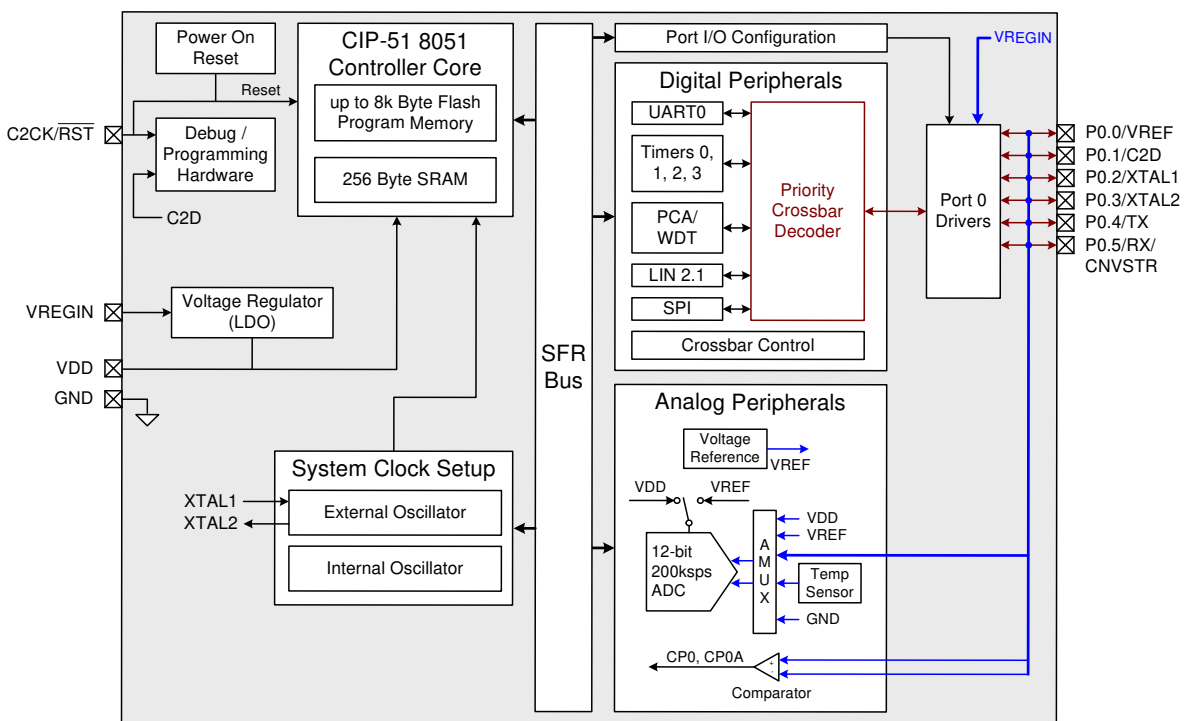 Power On
Reset
Reset
C2CK/RST
Debug /
Programming
Hardware
C2D
CIP-51 8051
Controller Core
up to 8k Byte Flash
Program Memory
256 Byte SRAM
VREGIN
Voltage Regulator
(LDO)
VDD
GND
System Clock Setup
XTAL1
XTAL2
External Oscillator
Internal Oscillator
SFR
Bus
Port I/O Configuration
Digital Peripherals
UART0
Timers 0,
1, 2, 3
PCA/
WDT
LIN 2.1
SPI
Priority
Crossbar
Decoder
Crossbar Control
VREGIN
Port 0
Drivers
P0.0/VREF
P0.1/C2D
P0.2/XTAL1
P0.3/XTAL2
P0.4/TX
P0.5/RX/
CNVSTR
Analog Peripherals
Voltage
Reference
VREF
VDD
VREF
12-bit
200ksps
ADC
A
M
U
X
VDD
VREF
Temp
Sensor
GND
CP0, CP0A
+
-
Comparator